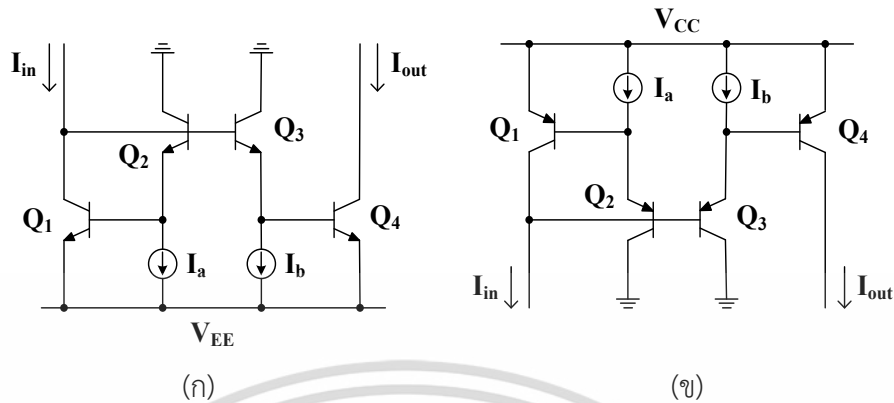 V_CC
I_in
I_out
I_a
I_b
Q_1
Q_4
Q_2
Q_3
Q_2
Q_3
Q_1
Q_4
I_a
I_b
I_in
I_out
V_EE
(ก)
(ข)